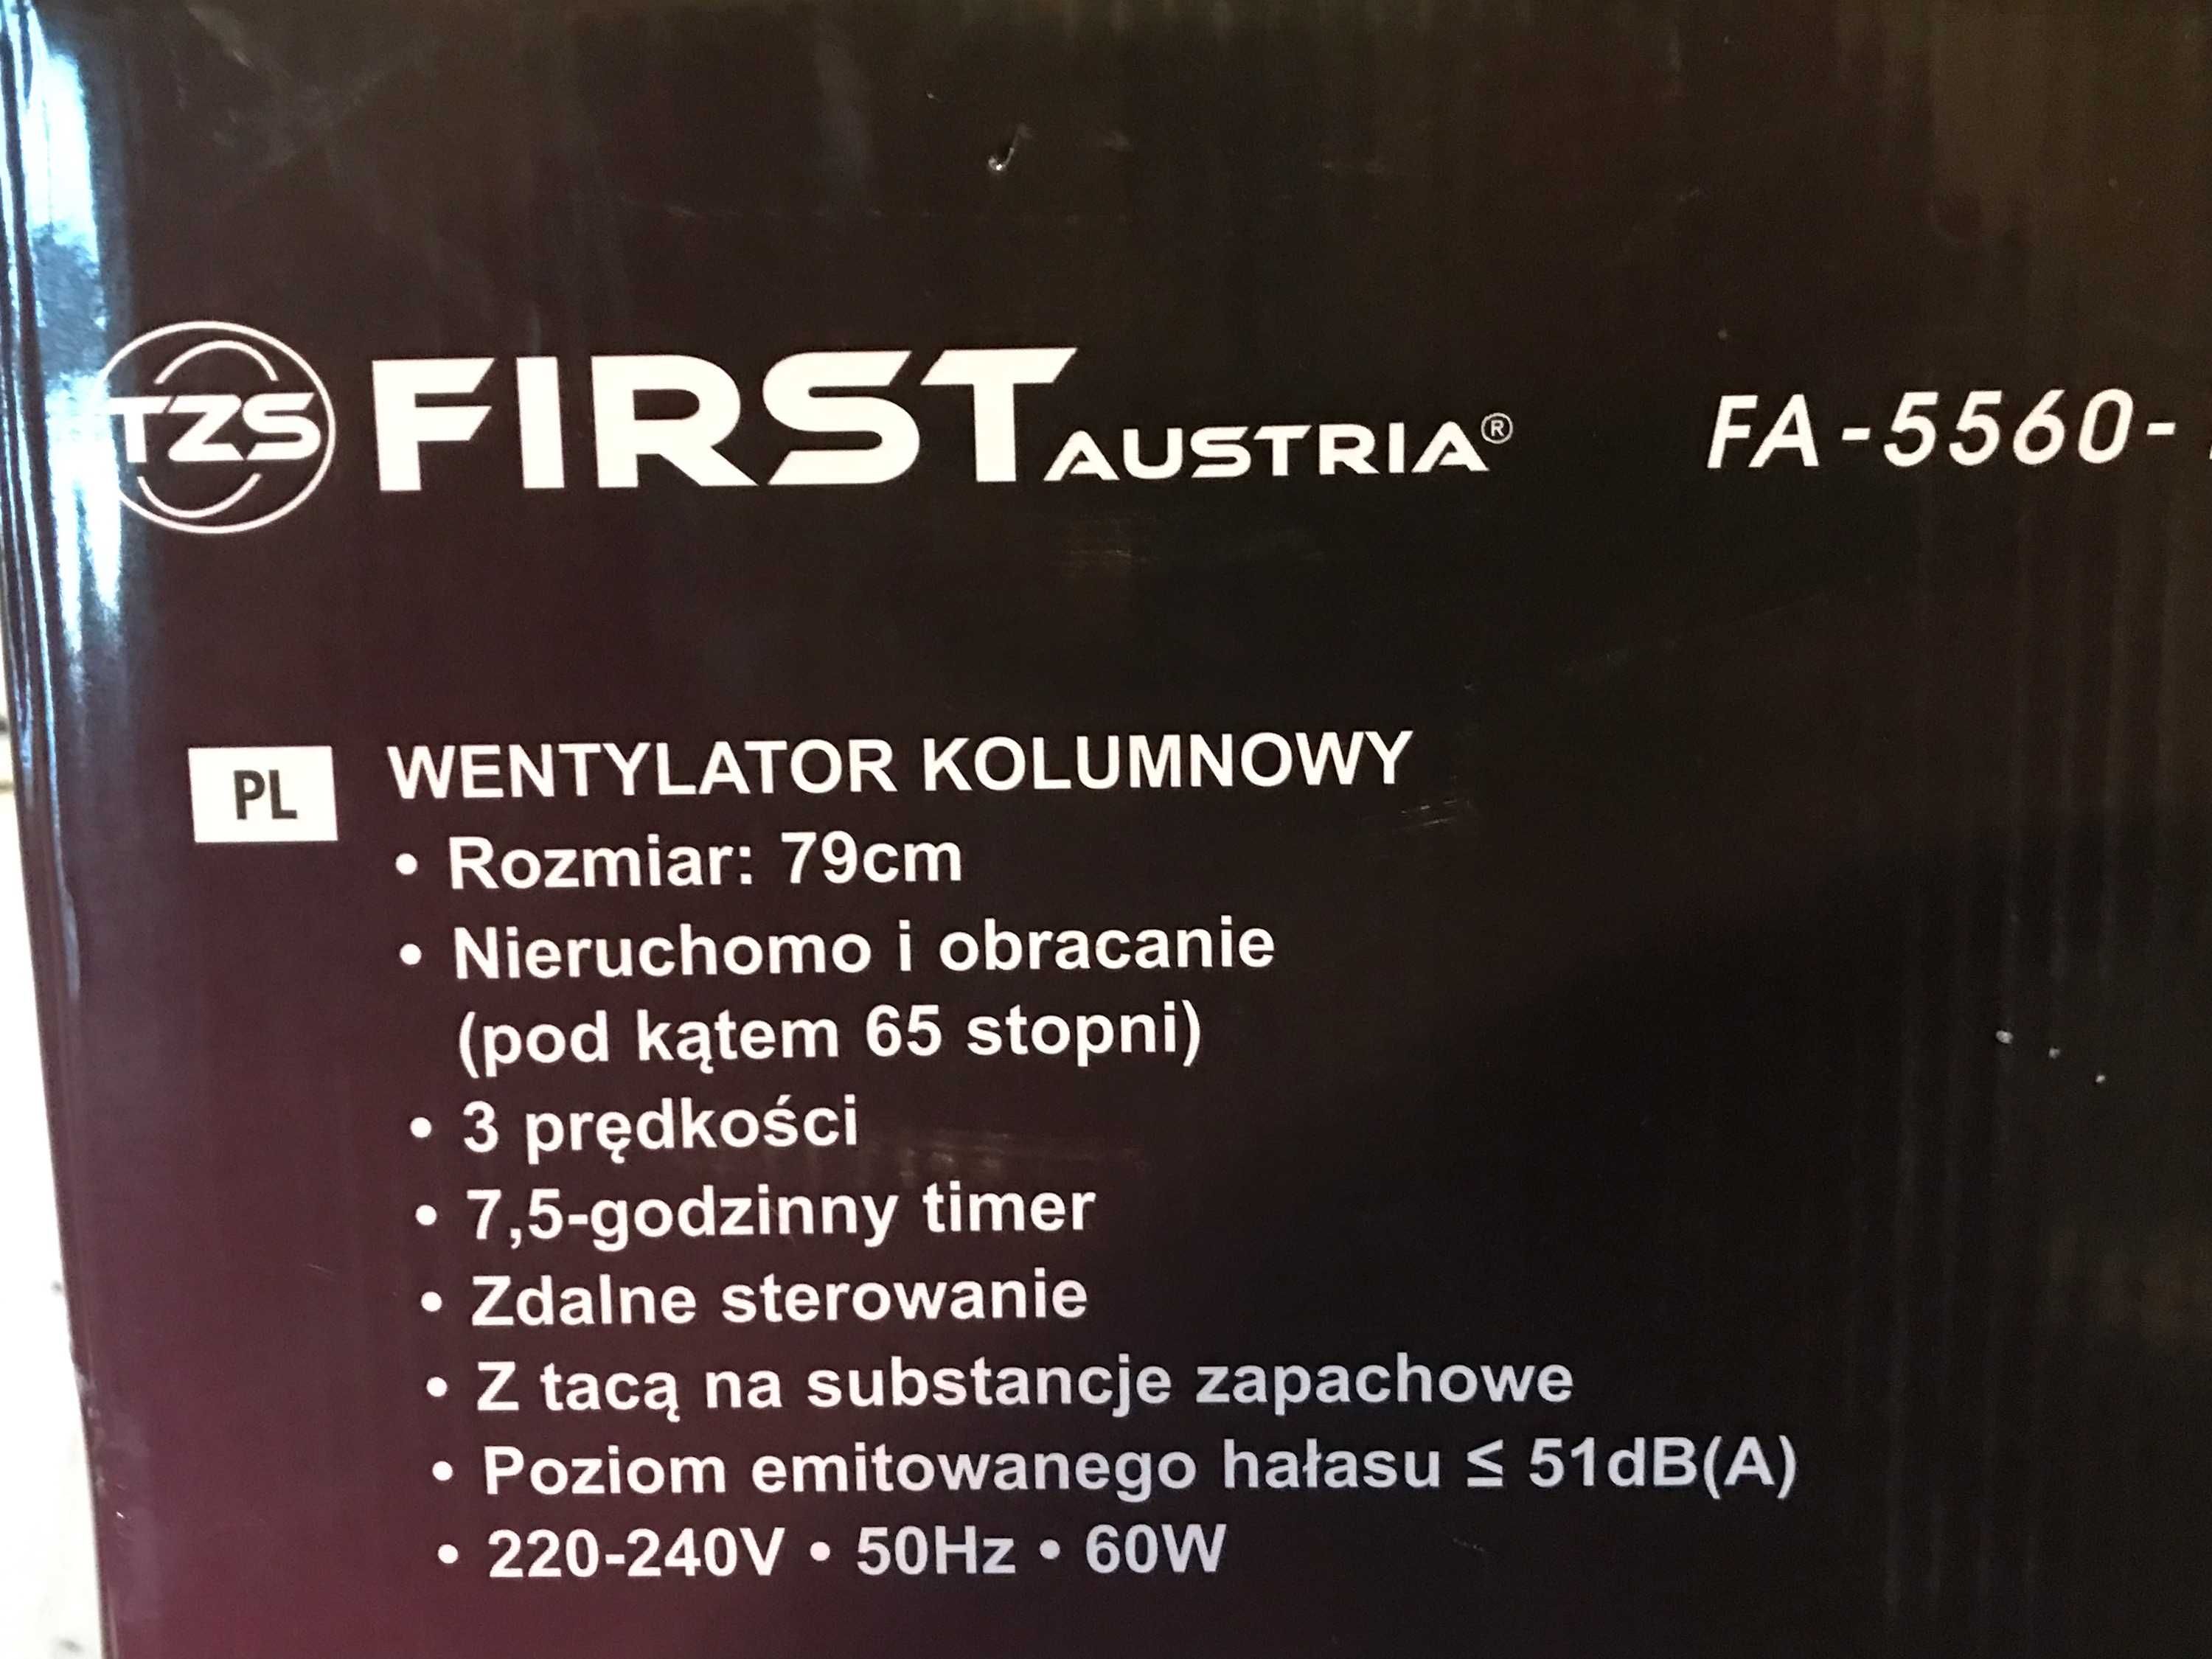 TZS FIRST AUSTRIA® FA-5560-
PL WENTYLATOR KOLUMNOWY
• Rozmiar: 79cm
• Nieruchomo i obracanie
(pod kątem 65 stopni)
• 3 prędkości
• 7,5-godzinny timer
• Zdalne sterowanie
• Z tacą na substancje zapachowe
• Poziom emitowanego hałasu ≤ 51dB(A)
• 220-240V • 50Hz • 60W